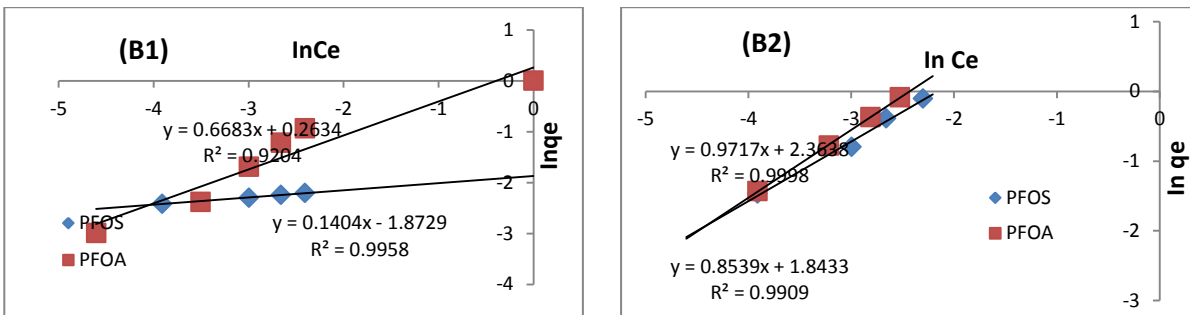 (B1)
InCe
1
0
-5
-4
-3
-2
-1
0
-1
-2
-3
-4
lnqe
y = 0.6683x + 0.2634
R² = 0.9204
y = 0.1404x - 1.8729
R² = 0.9958
PFOS
PFOA
(B2)
In Ce
1
0
-5
-4
-3
-2
-1
0
-1
-2
-3
ln qe
y = 0.9717x + 2.3638
R² = 0.9998
y = 0.8539x + 1.8433
R² = 0.9909
PFOS
PFOA